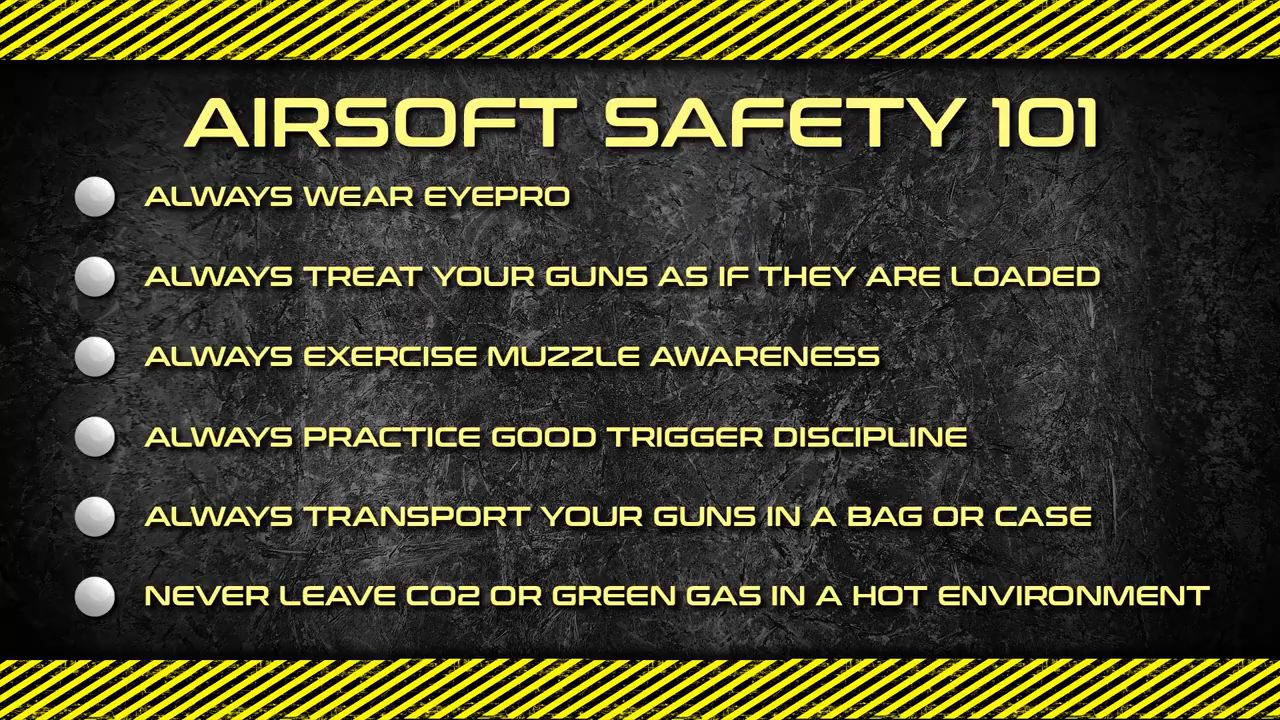 AIRSOFT SAFETY 101
ALWAYS WEAR EYEPRO
ALWAYS TREAT YOUR GUNS AS IF THEY ARE LOADED
ALWAYS EXERCISE MUZZLE AWARENESS
ALWAYS PRACTICE GOOD TRIGGER DISCIPLINE
ALWAYS TRANSPORT YOUR GUNS IN A BAG OR CASE
NEVER LEAVE CO2 OR GREEN GAS IN A HOT ENVIRONMENT